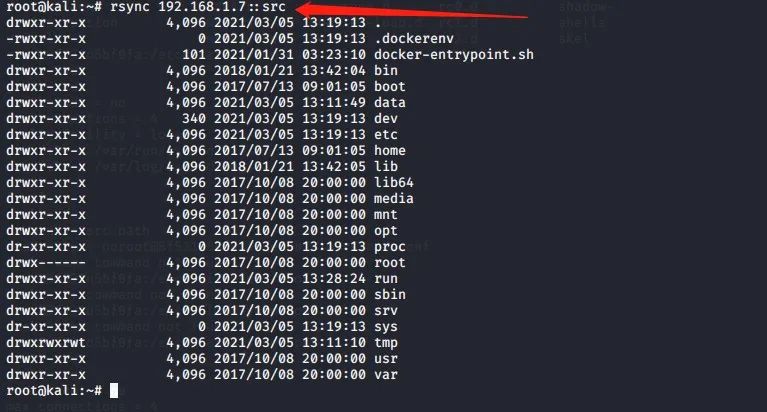 root@kali:~# rsync 192.168.1.7::src
drwxr-xr-x 4,096 2021/03/05 13:19:13 .
-rwxr-xr-x 0 2021/03/05 13:19:13 .dockerenv
-rwxr-xr-x 101 2021/01/31 03:23:10 docker-entrypoint.sh
drwxr-xr-x 4,096 2018/01/21 13:42:04 bin
drwxr-xr-x 4,096 2017/07/13 09:01:05 boot
drwxr-xr-x 4,096 2021/03/05 13:11:49 data
drwxr-xr-x 340 2021/03/05 13:19:13 dev
drwxr-xr-x 4,096 2021/03/05 13:19:13 etc
drwxr-xr-x 4,096 2017/07/13 09:01:05 home
drwxr-xr-x 4,096 2018/01/21 13:42:05 lib
drwxr-xr-x 4,096 2017/10/08 20:00:00 lib64
drwxr-xr-x 4,096 2017/10/08 20:00:00 media
drwxr-xr-x 4,096 2017/10/08 20:00:00 mnt
drwxr-xr-x 4,096 2017/10/08 20:00:00 opt
dr-xr-xr-x 0 2021/03/05 13:19:13 proc
drwx------ 4,096 2017/10/08 20:00:00 root
drwxr-xr-x 4,096 2021/03/05 13:28:24 run
drwxr-xr-x 4,096 2017/10/08 20:00:00 sbin
drwxr-xr-x 4,096 2017/10/08 20:00:00 srv
dr-xr-xr-x 0 2021/03/05 13:19:13 sys
drwxrwxrwt 4,096 2021/03/05 13:11:10 tmp
drwxr-xr-x 4,096 2017/10/08 20:00:00 usr
drwxr-xr-x 4,096 2017/10/08 20:00:00 var
root@kali:~#